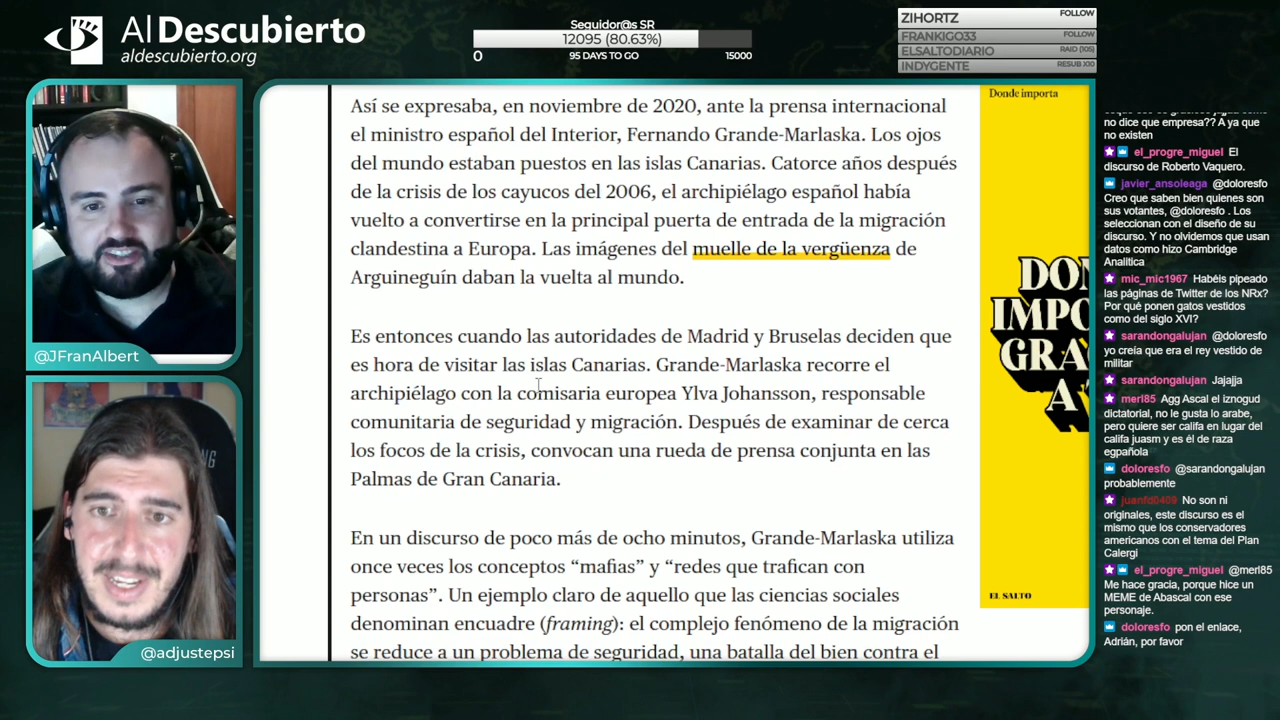 Al Descubierto
aldescubierto.org
Seguidor@s SR
12095 (80.63%)
0
95 DAYS TO GO
15000
ZIHORTZ
FOLLOW
FRANKIGO33
FOLLOW
ELSALTODIARIO
RAID (105)
INDYGENTE
RESUB X10
@JFranAlbert
@adjustepsi
Así se expresaba, en noviembre de 2020, ante la prensa internacional
el ministro español del Interior, Fernando Grande-Marlaska. Los ojos
del mundo estaban puestos en las islas Canarias. Catorce años después
de la crisis de los cayucos del 2006, el archipiélago español había
vuelto a convertirse en la principal puerta de entrada de la migración
clandestina a Europa. Las imágenes del muelle de la vergüenza de
Arguineguín daban la vuelta al mundo.
Es entonces cuando las autoridades de Madrid y Bruselas deciden que
es hora de visitar las islas Canarias. Grande-Marlaska recorre el
archipiélago con la comisaria europea Ylva Johansson, responsable
comunitaria de seguridad y migración. Después de examinar de cerca
los focos de la crisis, convocan una rueda de prensa conjunta en las
Palmas de Gran Canaria.
En un discurso de poco más de ocho minutos, Grande-Marlaska utiliza
once veces los conceptos “mafias” y “redes que trafican con
personas”. Un ejemplo claro de aquello que las ciencias sociales
denominan encuadre (framing): el complejo fenómeno de la migración
se reduce a un problema de seguridad, una batalla del bien contra el
Donde importa
DON
IMPO
GRA
A
EL SALTO
no dice que empresa?? A ya que
no existen
el_progre_miguel El
discurso de Roberto Vaquero.
javier_ansoleaga @doloresfo
Creo que saben bien quienes son
sus votantes, @doloresfo . Los
seleccionan con el diseño de su
discurso. Y no olvidemos que usan
datos como hizo Cambridge
Analitica
mic_mic1967 Habéis pipeado
las páginas de Twitter de los NRx?
Por qué ponen gatos vestidos
como del siglo XVI?
sarandongalujan @doloresfo
yo creía que era el rey vestido de
militar
sarandongalujan Jajajja
merl85 Agg Ascal el iznogud
dictatorial, no le gusta lo arabe,
pero quiere ser califa en lugar del
califa juasm y es él de raza
egpañola
doloresfo @sarandongalujan
probablemente
juanfd0409 No son ni
originales, este discurso es el
mismo que los conservadores
americanos con el tema del Plan
Calergi
el_progre_miguel @merl85
Me hace gracia, porque hice un
MEME de Abascal con ese
personaje.
doloresfo pon el enlace,
Adrián, por favor